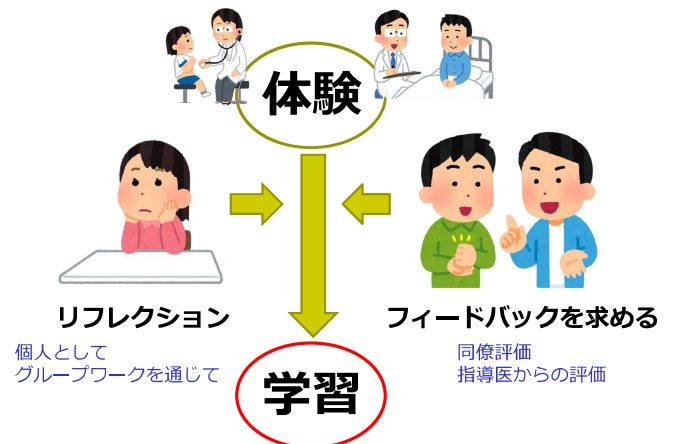 体験
リフレクション
個人として
グループワークを通じて
フィードバックを求める
同僚評価
指導医からの評価
学習